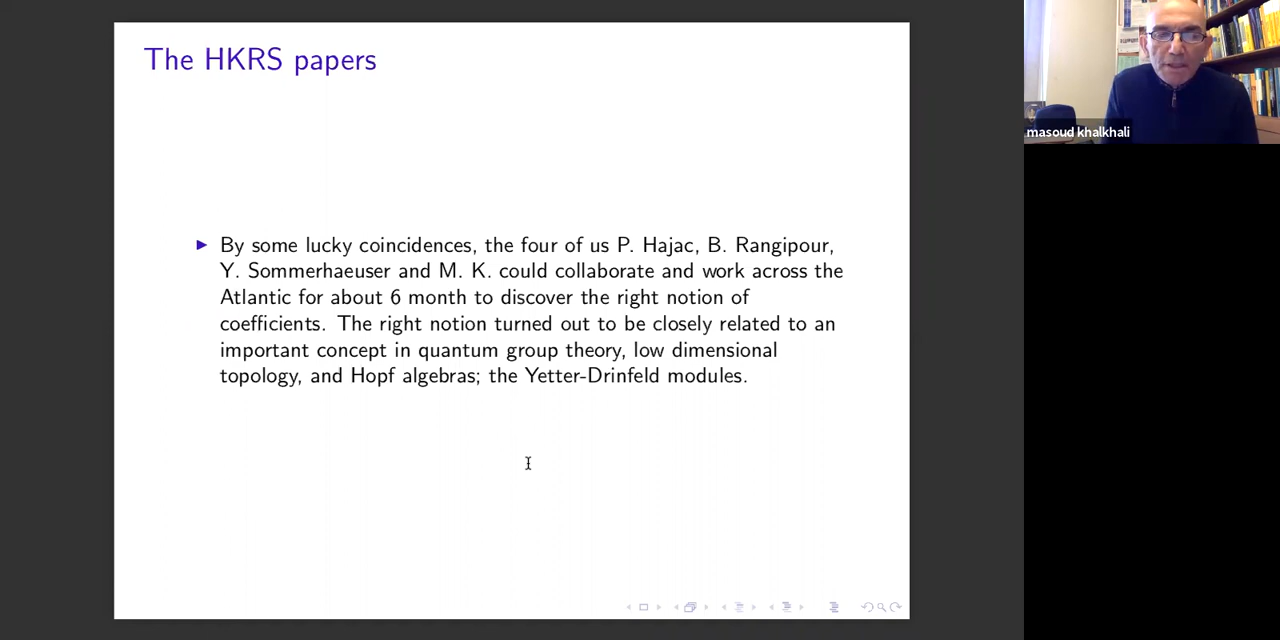 The HKRS papers
By some lucky coincidences, the four of us P. Hajac, B. Rangipour,
Y. Sommerhaeuser and M. K. could collaborate and work across the
Atlantic for about 6 month to discover the right notion of
coefficients. The right notion turned out to be closely related to an
important concept in quantum group theory, low dimensional
topology, and Hopf algebras; the Yetter-Drinfeld modules.
masoud khalkhali